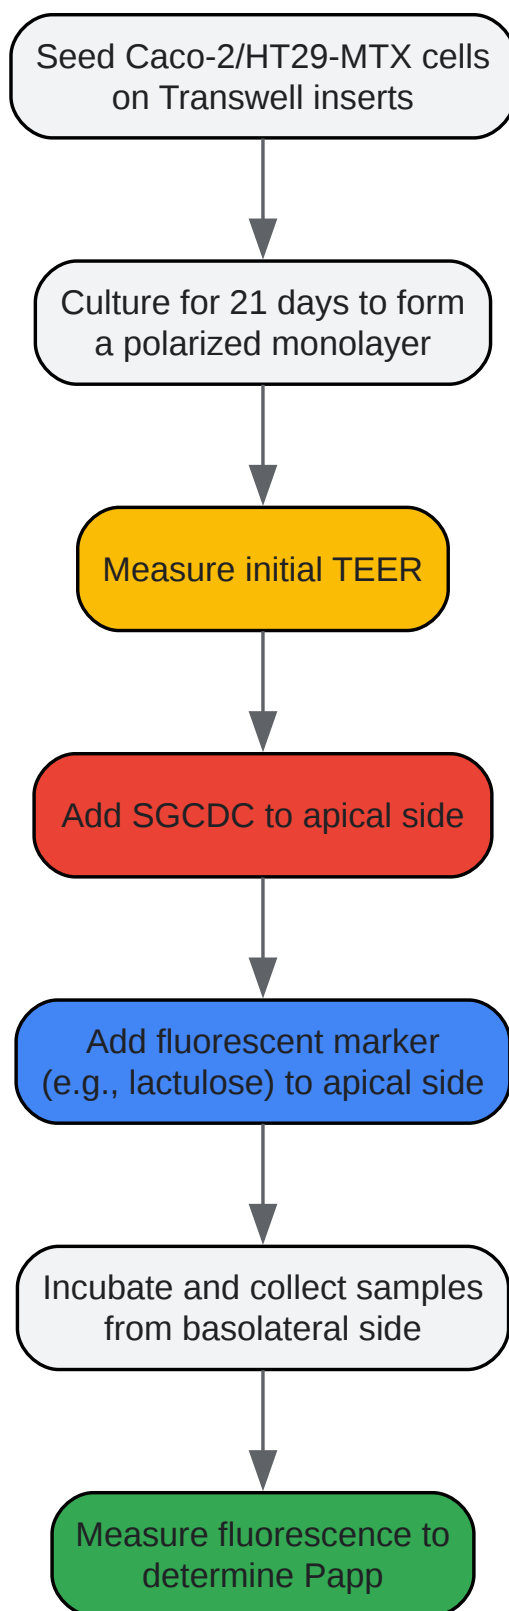 Seed Caco-2/HT29-MTX cells
on Transwell inserts
Culture for 21 days to form
a polarized monolayer
Measure initial TEER
Add SGCDC to apical side
Add fluorescent marker
(e.g., lactulose) to apical side
Incubate and collect samples
from basolateral side
Measure fluorescence to
determine Papp